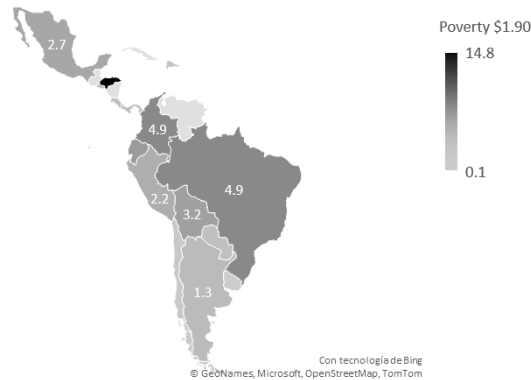 Poverty $1.90
14.8
0.1
2.7
4.9
4.9
2.2
3.2
1.3
Con tecnología de Bing
© GeoNames, Microsoft, OpenStreetMap, TomTom